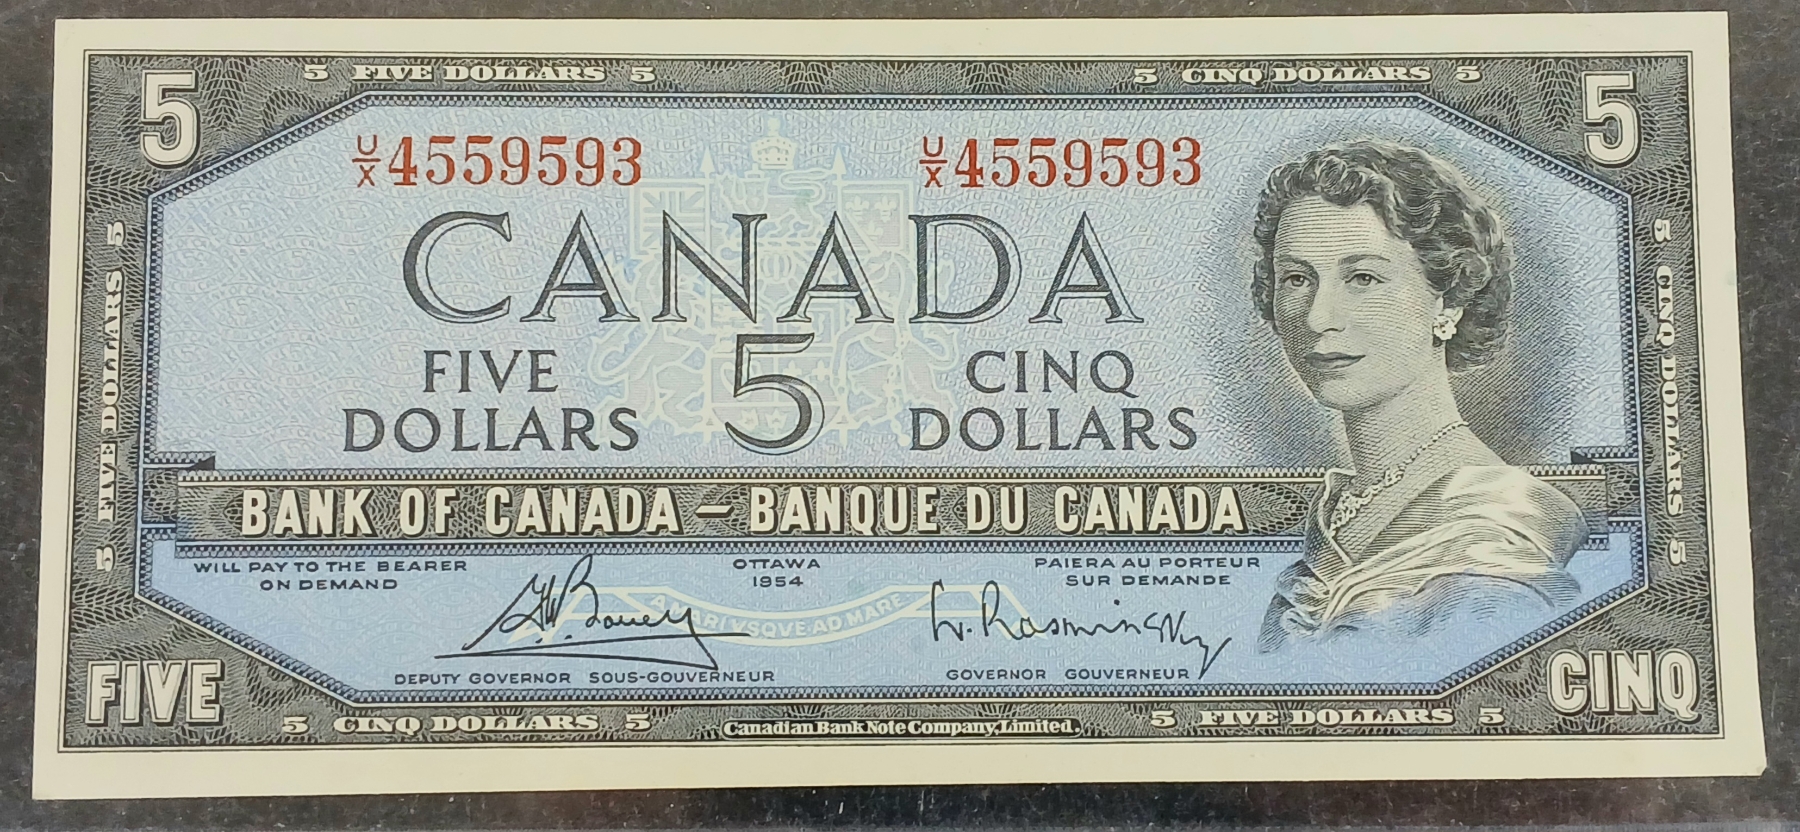 5 FIVE DOLLARS 5
5 CINQ DOLLARS 5
5
5
U/X 4559593
U/X 4559593
CANADA
FIVE DOLLARS
5
CINQ DOLLARS
5 FIVE DOLLARS 5
5 CINQ DOLLARS 5
BANK OF CANADA – BANQUE DU CANADA
WILL PAY TO THE BEARER
ON DEMAND
OTTAWA
1954
PAIERA AU PORTEUR
SUR DEMANDE
A MARI VSQVE AD MARE
L. Rasminsky
DEPUTY GOVERNOR SOUS-GOUVERNEUR
GOVERNOR GOUVERNEUR
FIVE
CINQ
5 CINQ DOLLARS 5
Canadian Bank Note Company, Limited.
5 FIVE DOLLARS 5